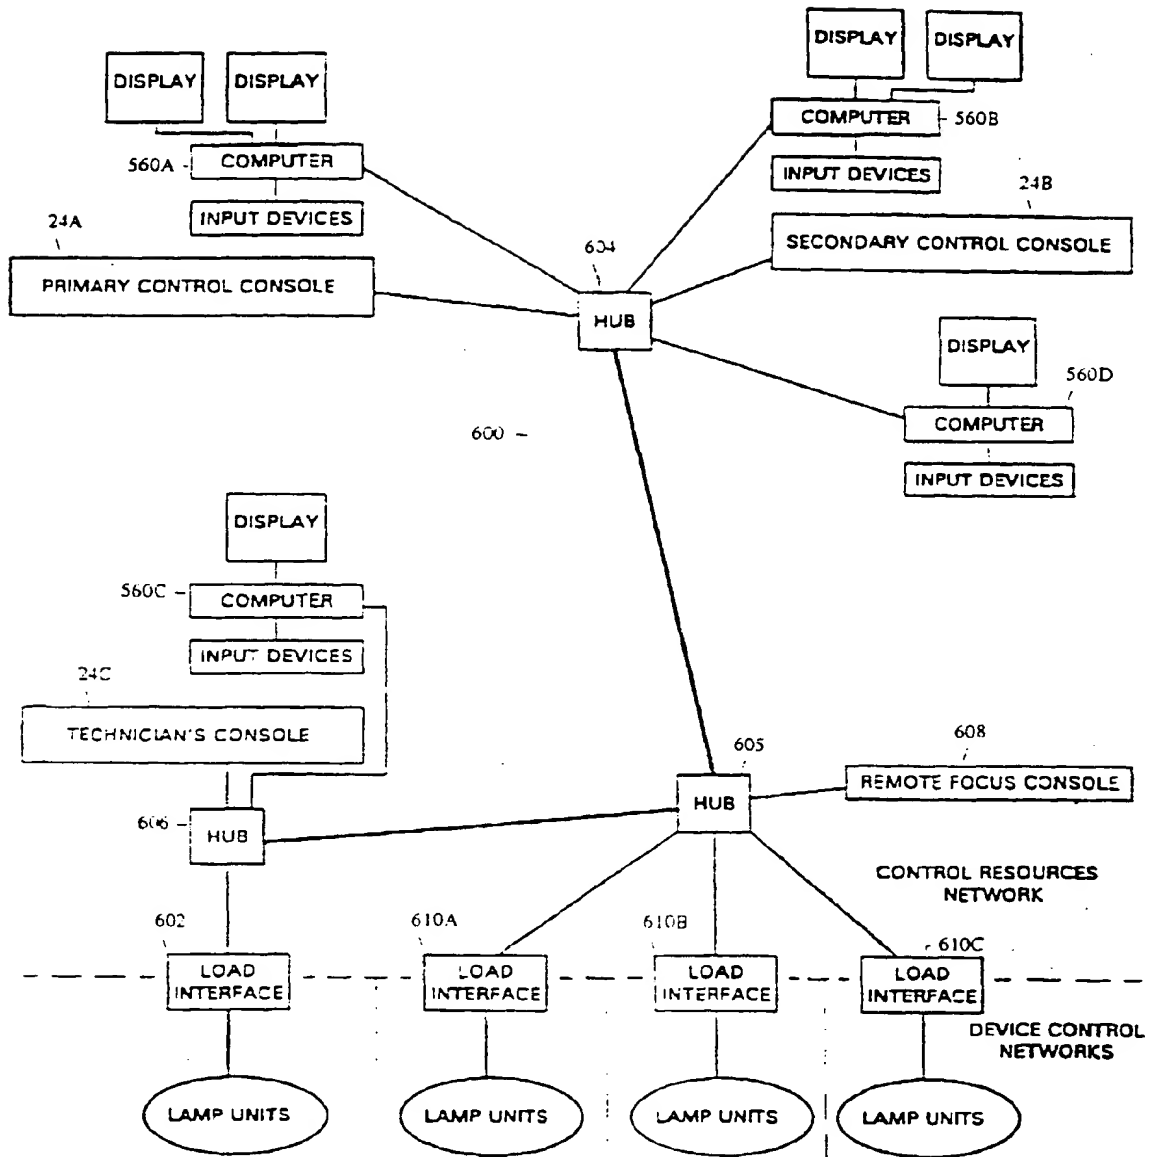 DISPLAY
DISPLAY
DISPLAY
DISPLAY
COMPUTER
560B
560A
COMPUTER
INPUT DEVICES
24B
24A
INPUT DEVICES
SECONDARY CONTROL CONSOLE
604
PRIMARY CONTROL CONSOLE
HUB
DISPLAY
560D
COMPUTER
600
INPUT DEVICES
DISPLAY
560C
COMPUTER
INPUT DEVICES
24C
TECHNICIAN'S CONSOLE
605
608
REMOTE FOCUS CONSOLE
HUB
606
HUB
CONTROL RESOURCES
NETWORK
602
610A
610B
610C
LOAD
INTERFACE
LOAD
INTERFACE
LOAD
INTERFACE
LOAD
INTERFACE
DEVICE CONTROL
NETWORKS
LAMP UNITS
LAMP UNITS
LAMP UNITS
LAMP UNITS